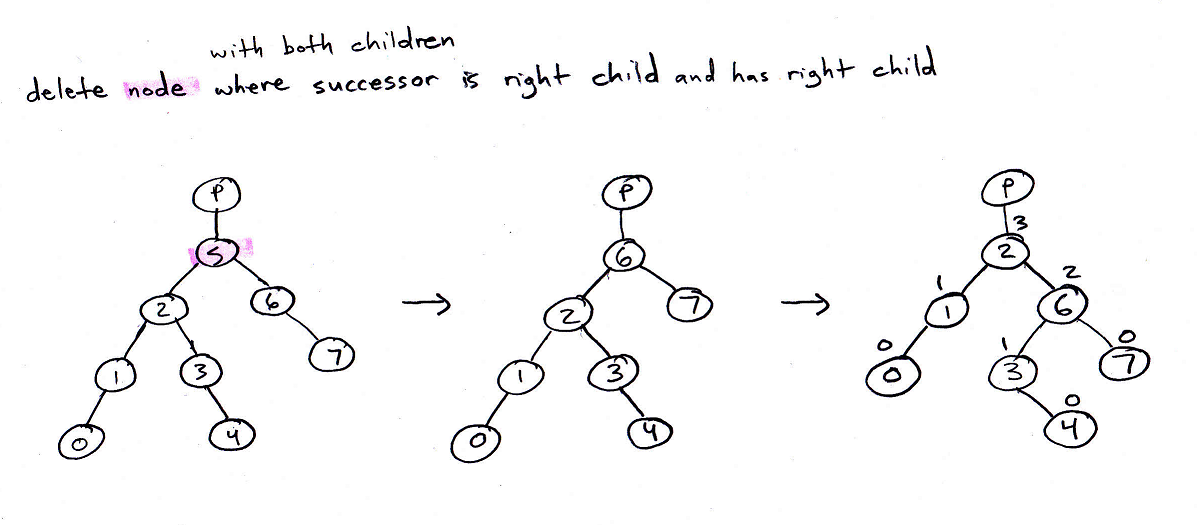 with both children
delete node where successor is right child and has right child
P P P
3
5 6 2
2 6 → 2 7 → 1 1 2 6
1 3 7 1 3 0 0 1 3 0 7
0 4 0 4 0 4